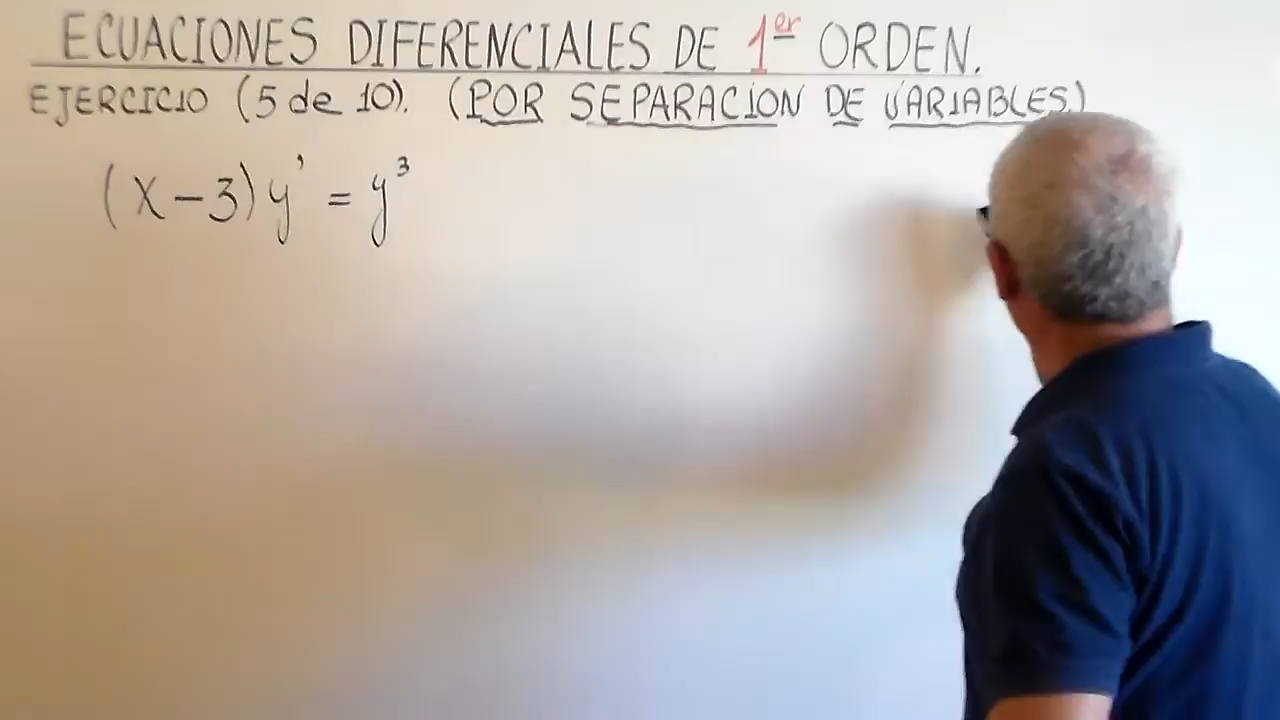 ECUACIONES DIFERENCIALES DE 1er ORDEN.
EJERCICIO (5 de 10). (POR SEPARACION DE VARIABLES)
(x-3)y' = y³